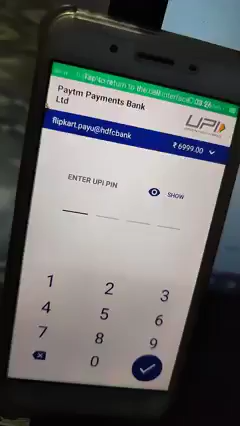 Tap to return to the call interface
Paytm Payments Bank
Ltd
UPI
flipkart.payu@hdfcbank
₹ 6999.00
ENTER UPI PIN
SHOW
1 2 3
4 5 6
7 8 9
0